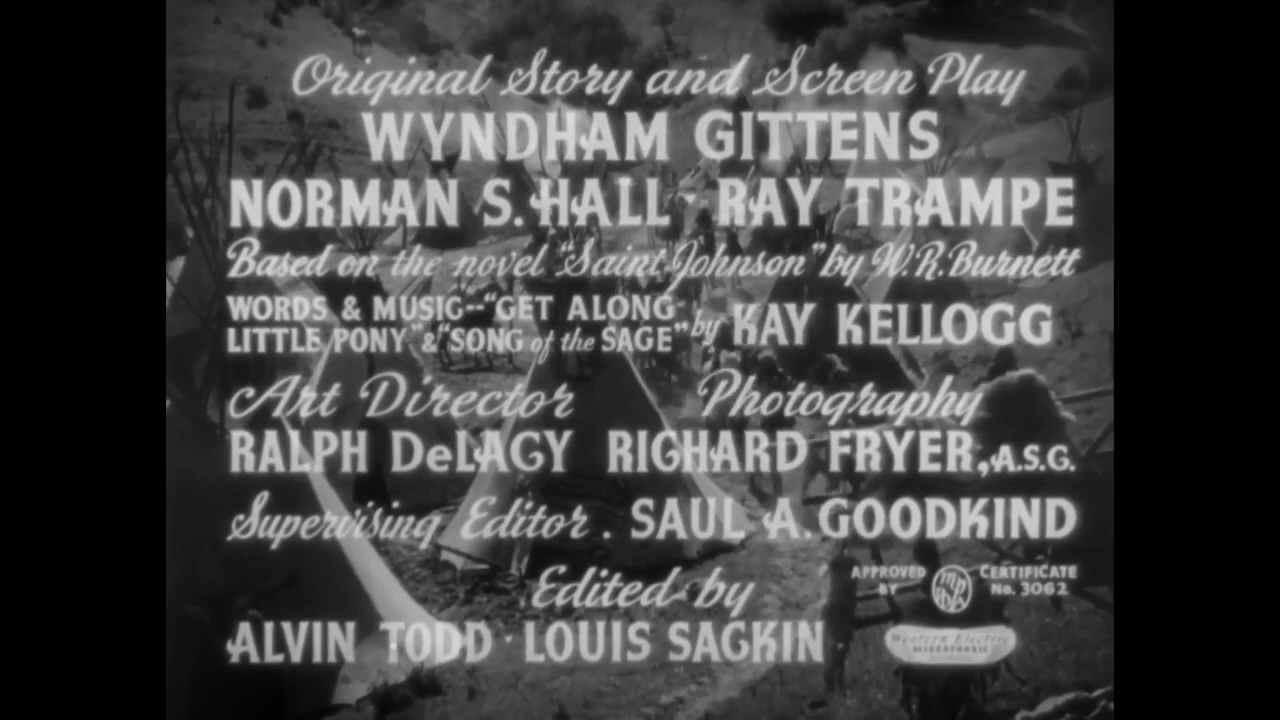 Original Story and Screen Play
WYNDHAM GITTENS
NORMAN S. HALL · RAY TRAMPE
Based on the novel "Saint Johnson" by W. R. Burnett
WORDS & MUSIC--"GET ALONG
LITTLE PONY" & "SONG of the SAGE" by KAY KELLOGG
Art Director Photography
RALPH DeLACY RICHARD FRYER, A.S.C.
Supervising Editor. SAUL A. GOODKIND
Edited by
ALVIN TODD · LOUIS SACKIN
APPROVED BY CERTIFICATE No. 3062
Western Electric